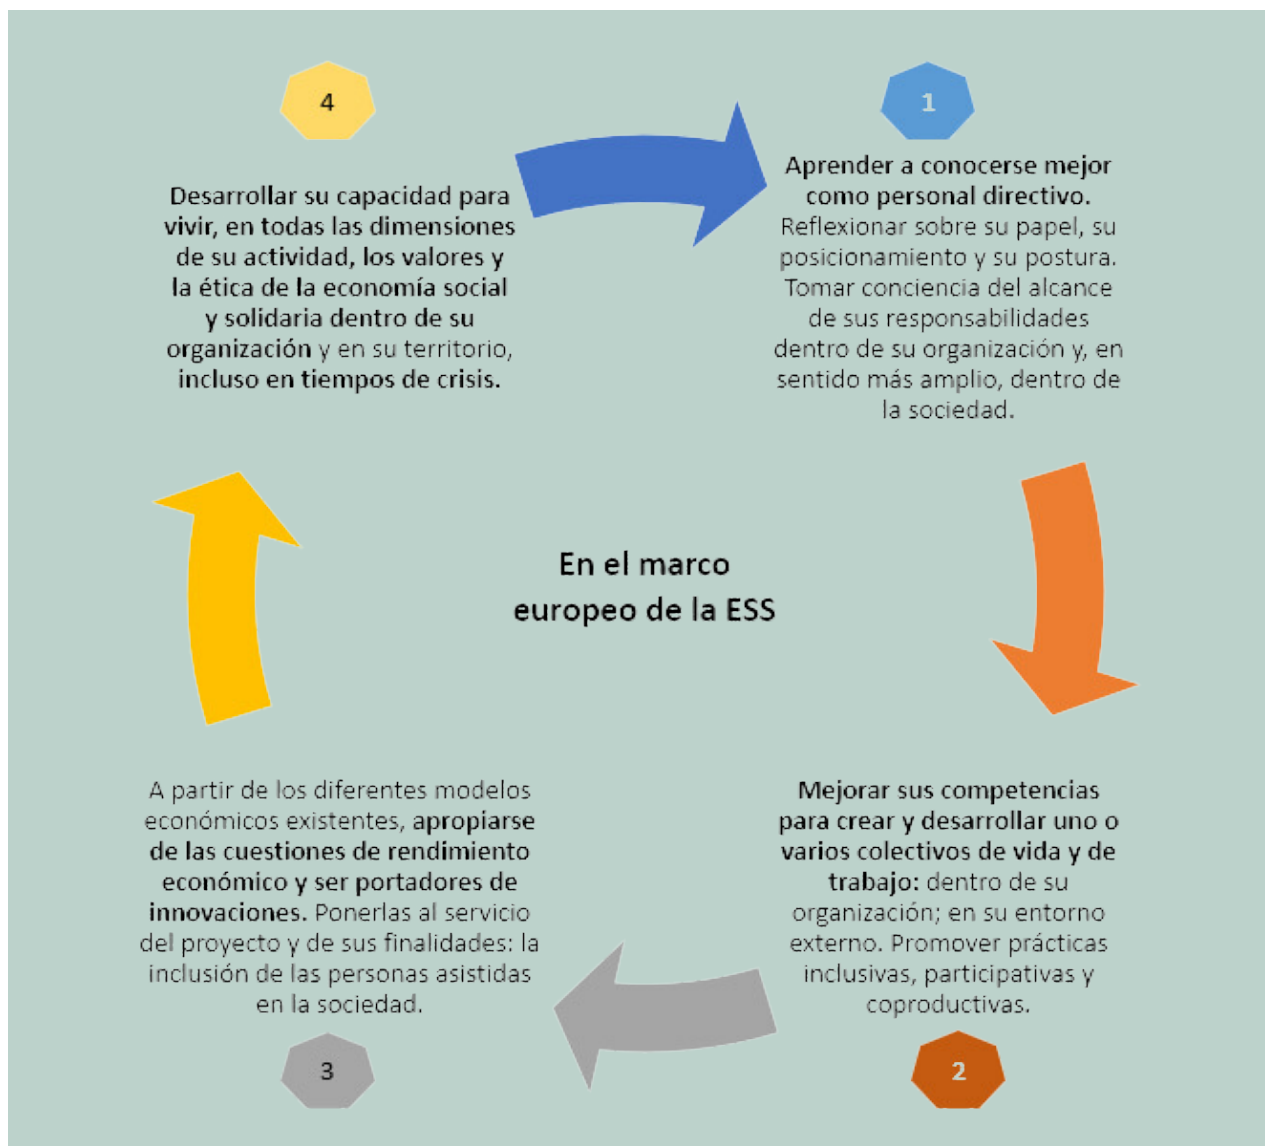 1
Aprender a conocerse mejor
como personal directivo.
Reflexionar sobre su papel, su
posicionamiento y su postura.
Tomar conciencia del alcance
de sus responsabilidades
dentro de su organización y, en
sentido más amplio, dentro de
la sociedad.
Mejorar sus competencias
para crear y desarrollar uno o
varios colectivos de vida y de
trabajo: dentro de su
organización; en su entorno
externo. Promover prácticas
inclusivas, participativas y
coproductivas.
2
A partir de los diferentes modelos
económicos existentes, apropiarse
de las cuestiones de rendimiento
económico y ser portadores de
innovaciones. Ponerlas al servicio
del proyecto y de sus finalidades: la
inclusión de las personas asistidas
en la sociedad.
3
4
Desarrollar su capacidad para
vivir, en todas las dimensiones
de su actividad, los valores y
la ética de la economía social
y solidaria dentro de su
organización y en su territorio,
incluso en tiempos de crisis.
En el marco
europeo de la ESS